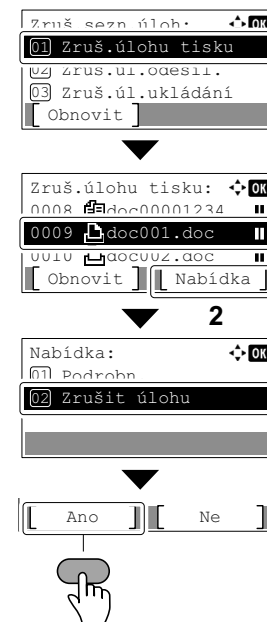 Zruš sezn úloh: OK
01 Zruš.úlohu tisku
02 Zruš.úl.odesíl.
03 Zruš.úl.ukládání
[ Obnovit ]
Zruš.úlohu tisku: OK
0008 doc00001234
0009 doc001.doc
0010 doc002.doc
[ Obnovit ] [ Nabídka ]
2
Nabídka: OK
01 Podrobn
02 Zrušit úlohu
[ Ano ] [ Ne ]